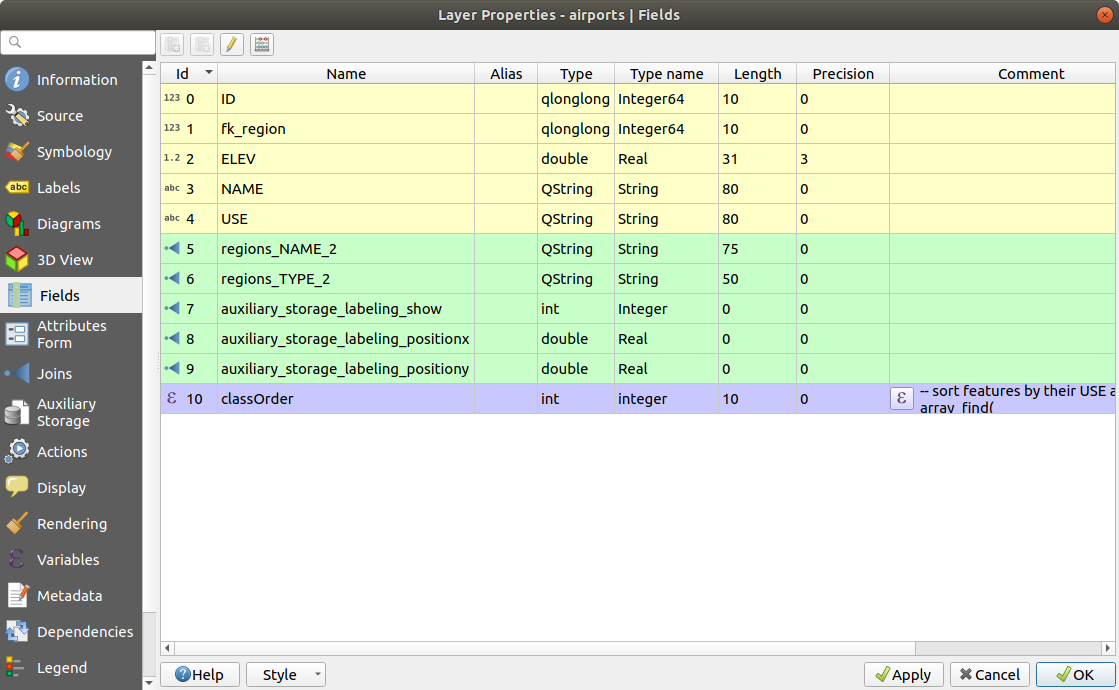 Layer Properties - airports | Fields
Information
Source
Symbology
abc Labels
Diagrams
3D View
Fields
Attributes
Form
Joins
Auxiliary
Storage
Actions
Display
Rendering
Variables
Metadata
Dependencies
Legend
Id Name Alias Type Type name Length Precision Comment
123 0 ID qlonglong Integer64 10 0
123 1 fk_region qlonglong Integer64 10 0
1.2 2 ELEV double Real 31 3
abc 3 NAME QString String 80 0
abc 4 USE QString String 80 0
5 regions_NAME_2 QString String 75 0
6 regions_TYPE_2 QString String 50 0
7 auxiliary_storage_labeling_show int Integer 0 0
8 auxiliary_storage_labeling_positionx double Real 0 0
9 auxiliary_storage_labeling_positiony double Real 0 0
ε 10 classOrder int integer 10 0 ε -- sort features by their USE a
array_find(
Help Style Apply Cancel OK